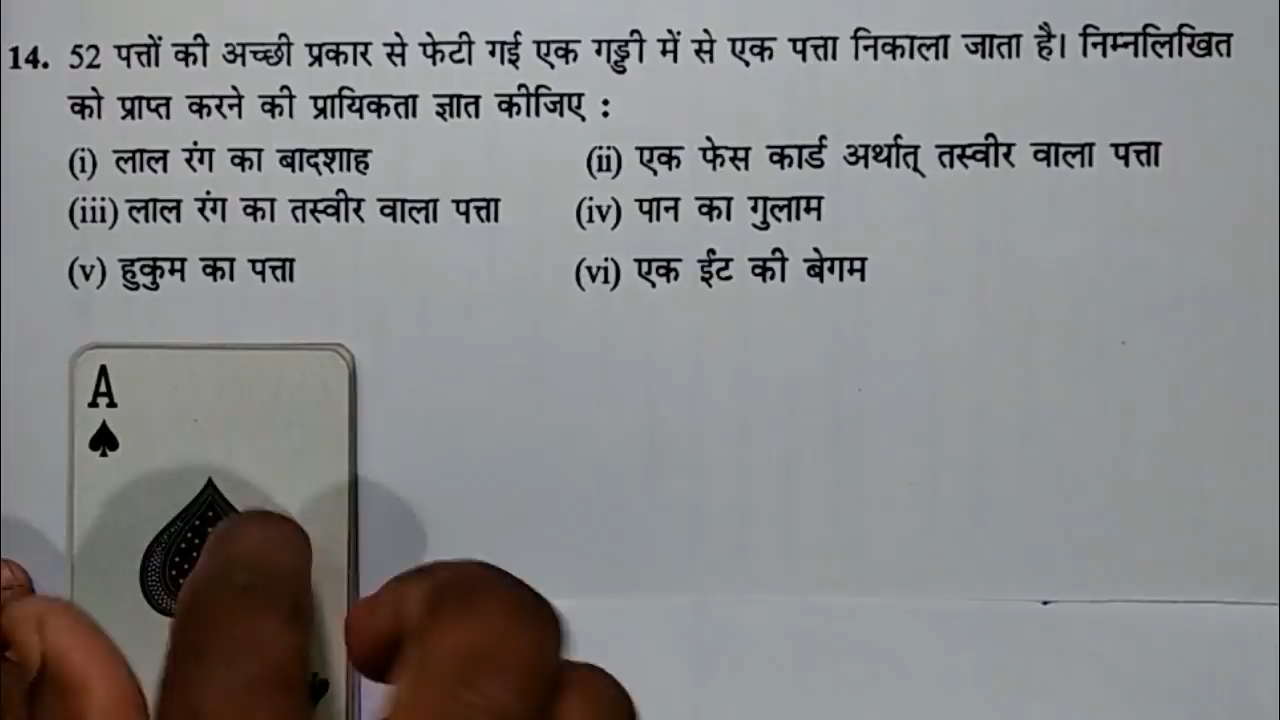 14. 52 पत्तों की अच्छी प्रकार से फेटी गई एक गड्डी में से एक पत्ता निकाला जाता है। निम्नलिखित
को प्राप्त करने की प्रायिकता ज्ञात कीजिए :
(i) लाल रंग का बादशाह (ii) एक फेस कार्ड अर्थात् तस्वीर वाला पत्ता
(iii) लाल रंग का तस्वीर वाला पत्ता (iv) पान का गुलाम
(v) हुकुम का पत्ता (vi) एक ईंट की बेगम
A